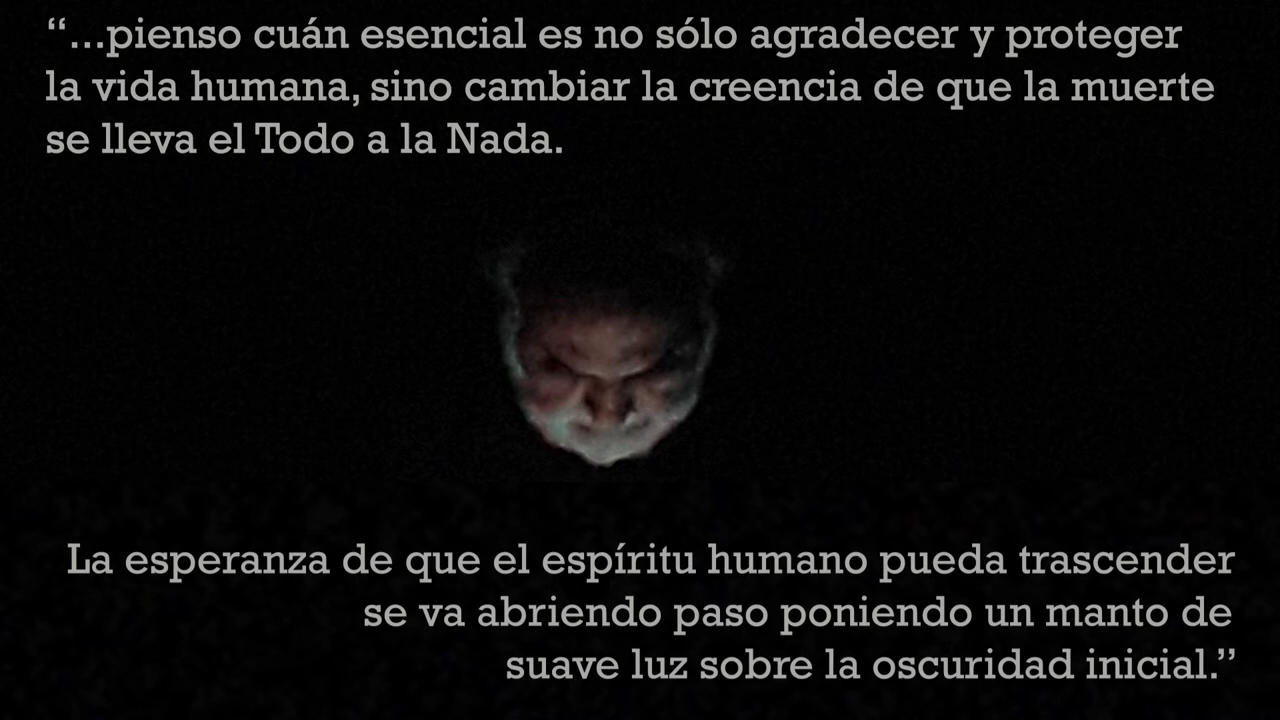 “...pienso cuán esencial es no sólo agradecer y proteger
la vida humana, sino cambiar la creencia de que la muerte
se lleva el Todo a la Nada.
La esperanza de que el espíritu humano pueda trascender
se va abriendo paso poniendo un manto de
suave luz sobre la oscuridad inicial.”